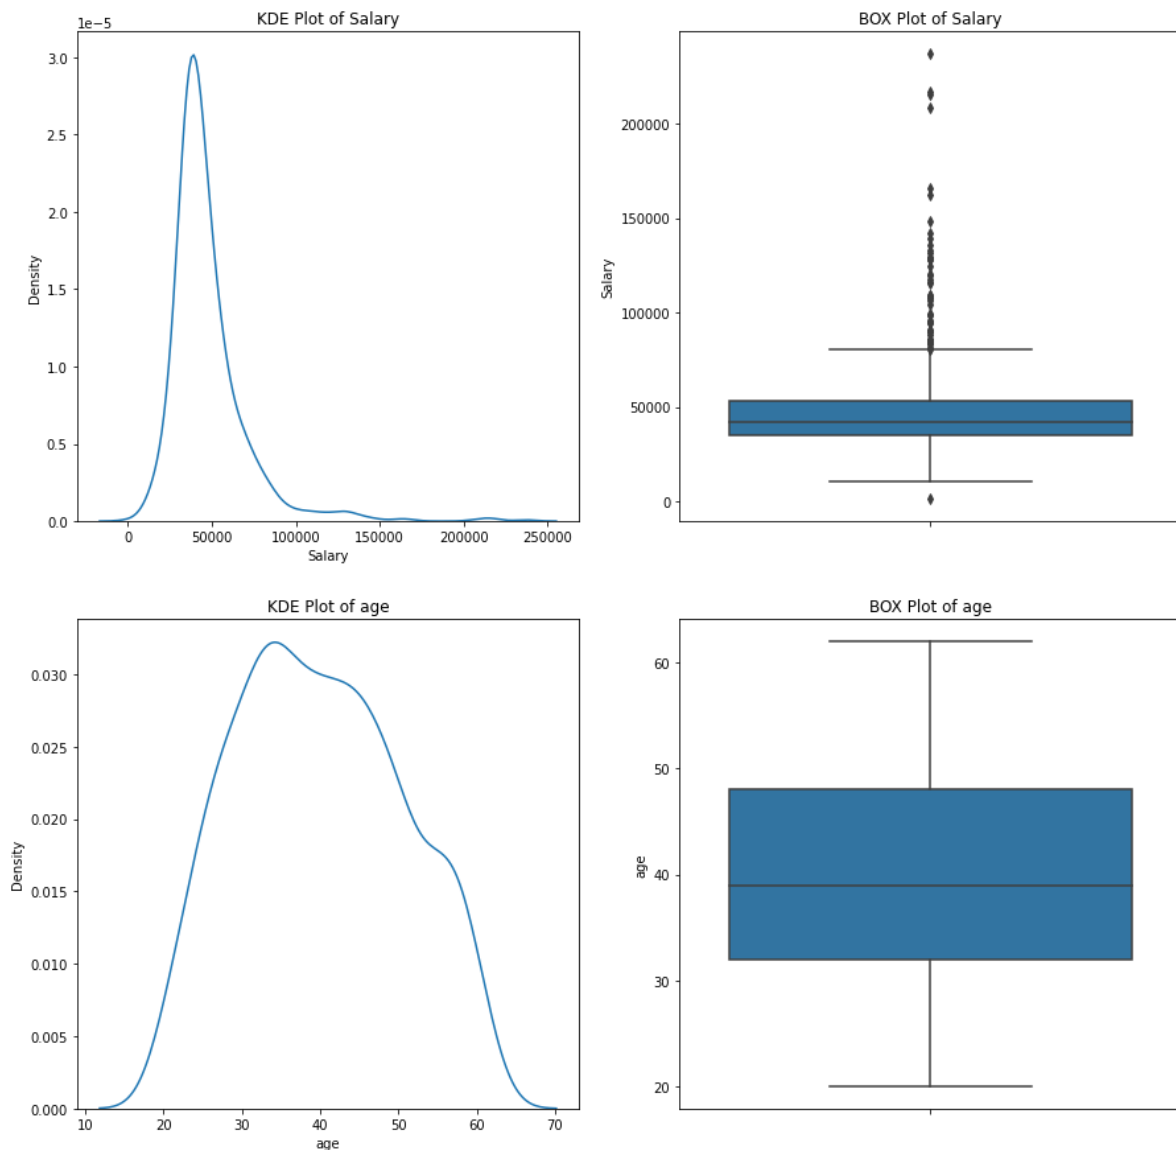 KDE Plot of Salary
1e−5
3.0
2.5
2.0
1.5
1.0
0.5
0.0
Density
0 50000 100000 150000 200000 250000
Salary
BOX Plot of Salary
200000
150000
100000
50000
0
Salary
KDE Plot of age
0.030
0.025
0.020
0.015
0.010
0.005
0.000
Density
10 20 30 40 50 60 70
age
BOX Plot of age
60
50
40
30
20
age